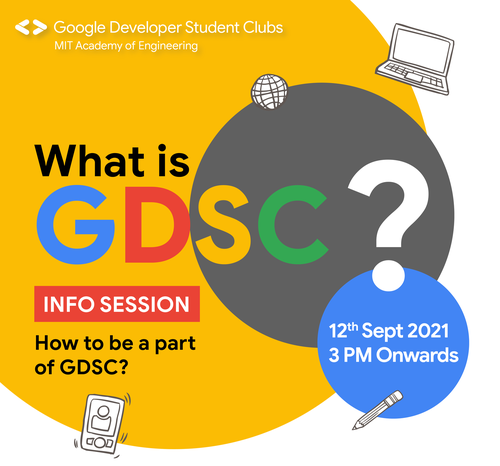 Google Developer Student Clubs
MIT Academy of Engineering
What is
GDSC?
INFO SESSION
How to be a part
of GDSC?
12th Sept 2021
3 PM Onwards